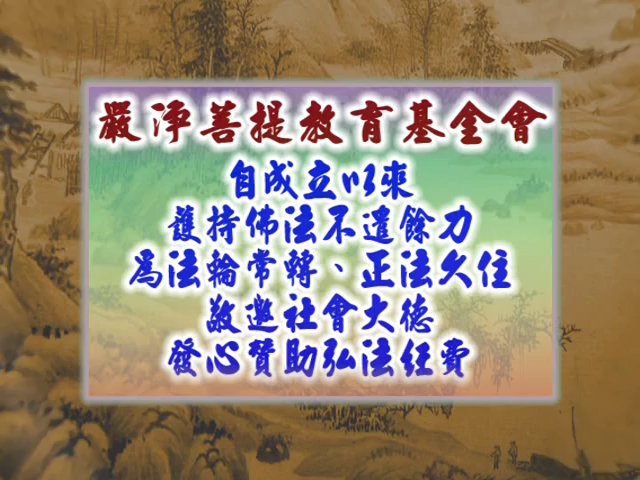 嚴淨菩提教育基金會
自成立以來
護持佛法不遺餘力
為法輪常轉、正法久住
敬邀社會大德
發心贊助弘法經費